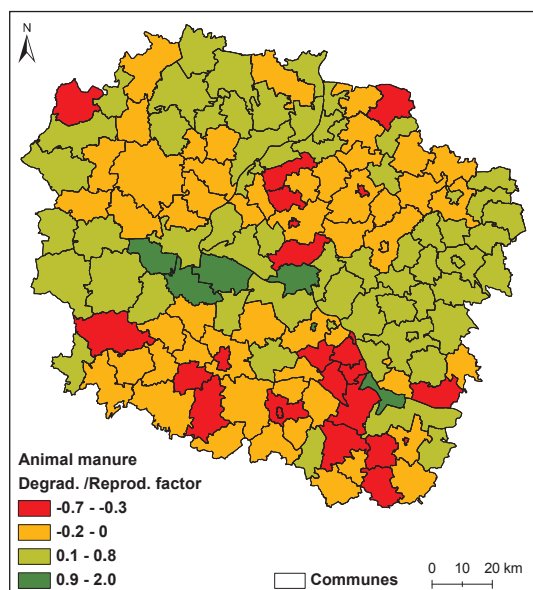 N
Animal manure
Degrad. /Reprod. factor
-0.7 - -0.3
-0.2 - 0
0.1 - 0.8
0.9 - 2.0
Communes
0 10 20 km